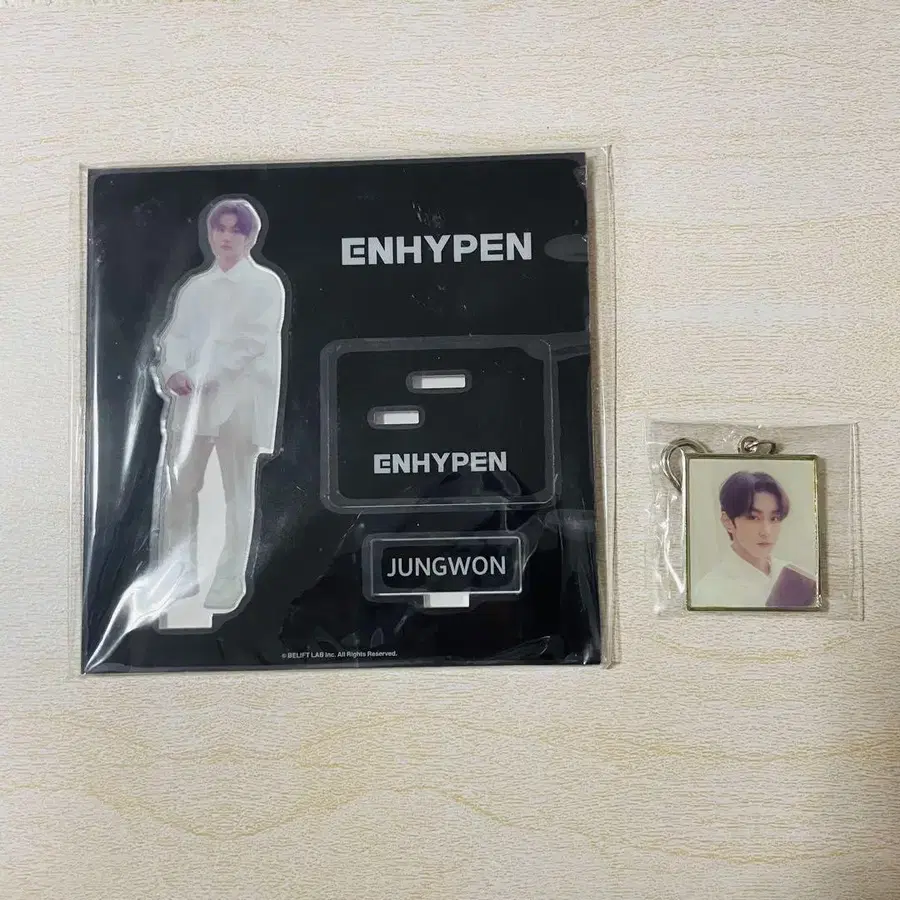 ENHYPEN
ENHYPEN
JUNGWON
© BELIFT LAB Inc. All Rights Reserved.